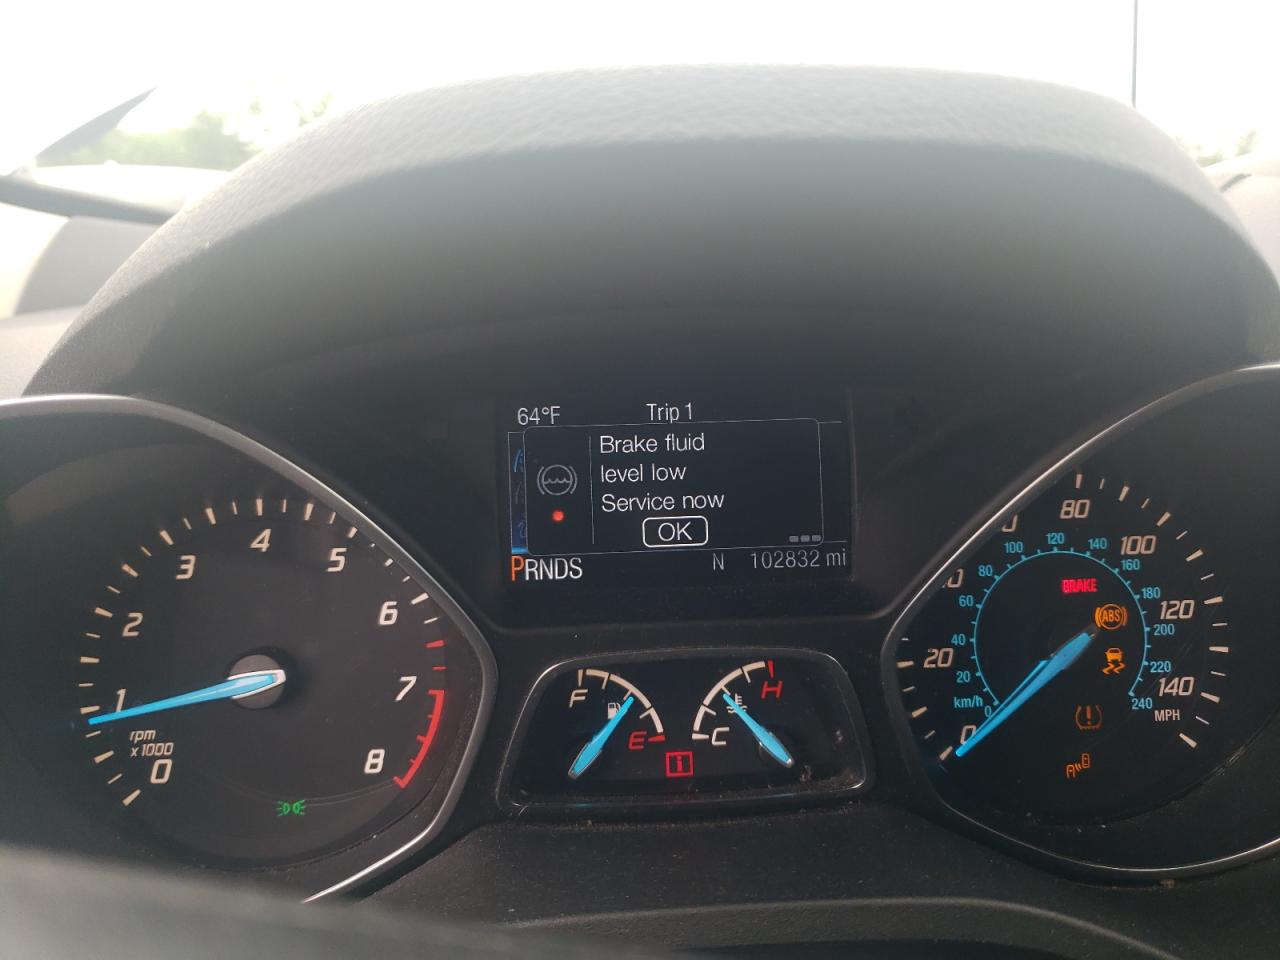 64°F Trip 1
Brake fluid
level low
Service now
OK
PRNDS N 102832 mi
0 1 2 3 4 5 6 7 8
rpm
x1000
F E
C H
0 20 80 100 120 140
MPH
0 20 40 60 80 100 120 140 160 180 200 220 240
km/h
BRAKE
ABS